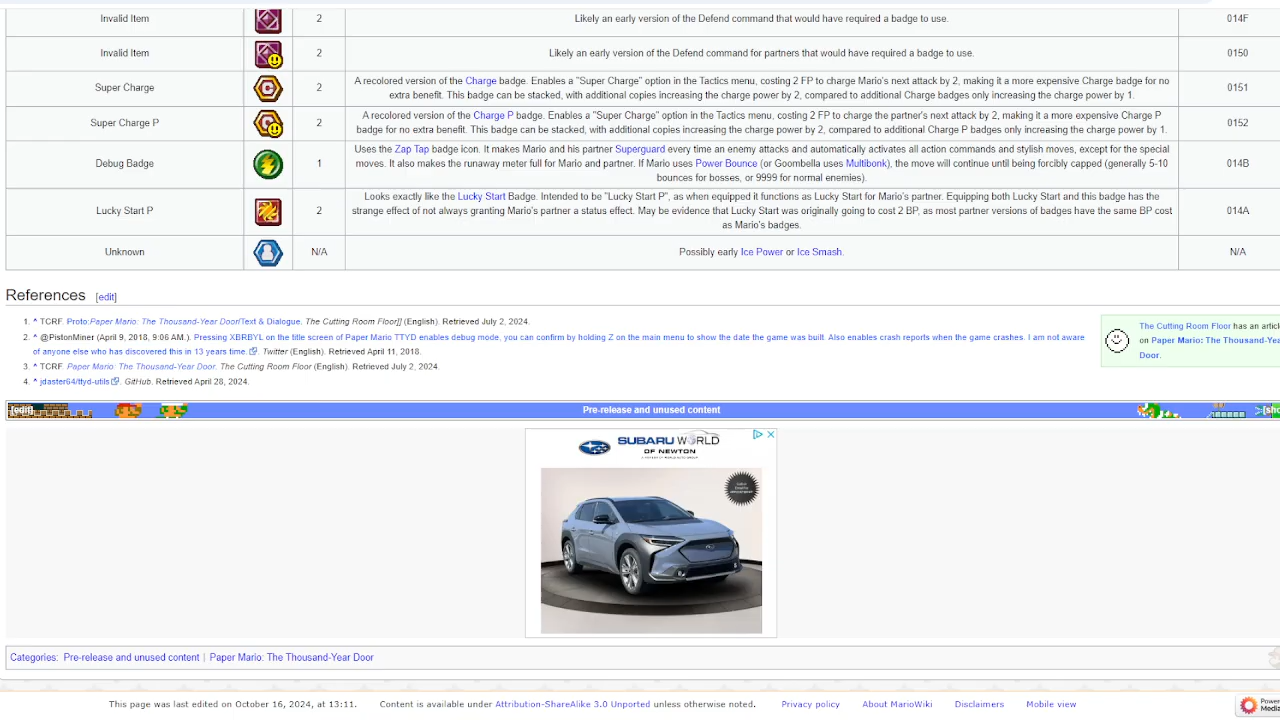 Invalid Item 2 Likely an early version of the Defend command that would have required a badge to use. 014F
Invalid Item 2 Likely an early version of the Defend command for partners that would have required a badge to use. 0150
A recolored version of the Charge badge. Enables a "Super Charge" option in the Tactics menu, costing 2 FP to charge Mario's next attack by 2, making it a more expensive Charge badge for no
Super Charge 2 0151
extra benefit. This badge can be stacked, with additional copies increasing the charge power by 2, compared to additional Charge badges only increasing the charge power by 1.
A recolored version of the Charge P badge. Enables a "Super Charge" option in the Tactics menu, costing 2 FP to charge the partner's next attack by 2, making it a more expensive Charge P
Super Charge P 2 0152
badge for no extra benefit. This badge can be stacked, with additional copies increasing the charge power by 2, compared to additional Charge P badges only increasing the charge power by 1.
Uses the Zap Tap badge icon. It makes Mario and his partner Superguard every time an enemy attacks and automatically activates all action commands and stylish moves, except for the special
Debug Badge 1 moves. It also makes the runaway meter full for Mario and partner. If Mario uses Power Bounce (or Goombella uses Multibonk), the move will continue until being forcibly capped (generally 5-10 014B
bounces for bosses, or 9999 for normal enemies).
Looks exactly like the Lucky Start Badge. Intended to be "Lucky Start P", as when equipped it functions as Lucky Start for Mario's partner. Equipping both Lucky Start and this badge has the
Lucky Start P 2 strange effect of not always granting Mario's partner a status effect. May be evidence that Lucky Start was originally going to cost 2 BP, as most partner versions of badges have the same BP cost 014A
as Mario's badges.
Unknown N/A Possibly early Ice Power or Ice Smash. N/A
References [edit]
1. ^ TCRF. Proto:Paper Mario: The Thousand-Year Door/Text & Dialogue. The Cutting Room Floor]] (English). Retrieved July 2, 2024.
2. ^ @PistonMiner (April 9, 2018, 9:06 AM.). Pressing XBRBYL on the title screen of Paper Mario TTYD enables debug mode, you can confirm by holding Z on the main menu to show the date the game was built. Also enables crash reports when the game crashes. I am not aware
of anyone else who has discovered this in 13 years time. Twitter (English). Retrieved April 11, 2018.
3. ^ TCRF. Paper Mario: The Thousand-Year Door. The Cutting Room Floor (English). Retrieved July 2, 2024.
4. ^ jdaster64/ttyd-utils. GitHub. Retrieved April 28, 2024.
The Cutting Room Floor has an artic
on Paper Mario: The Thousand-Yea
Door.
[edit] Pre-release and unused content [sho
SUBARU WORLD
OF NEWTON
Categories: Pre-release and unused content | Paper Mario: The Thousand-Year Door
This page was last edited on October 16, 2024, at 13:11. Content is available under Attribution-ShareAlike 3.0 Unported unless otherwise noted. Privacy policy About MarioWiki Disclaimers Mobile view
Power
Media